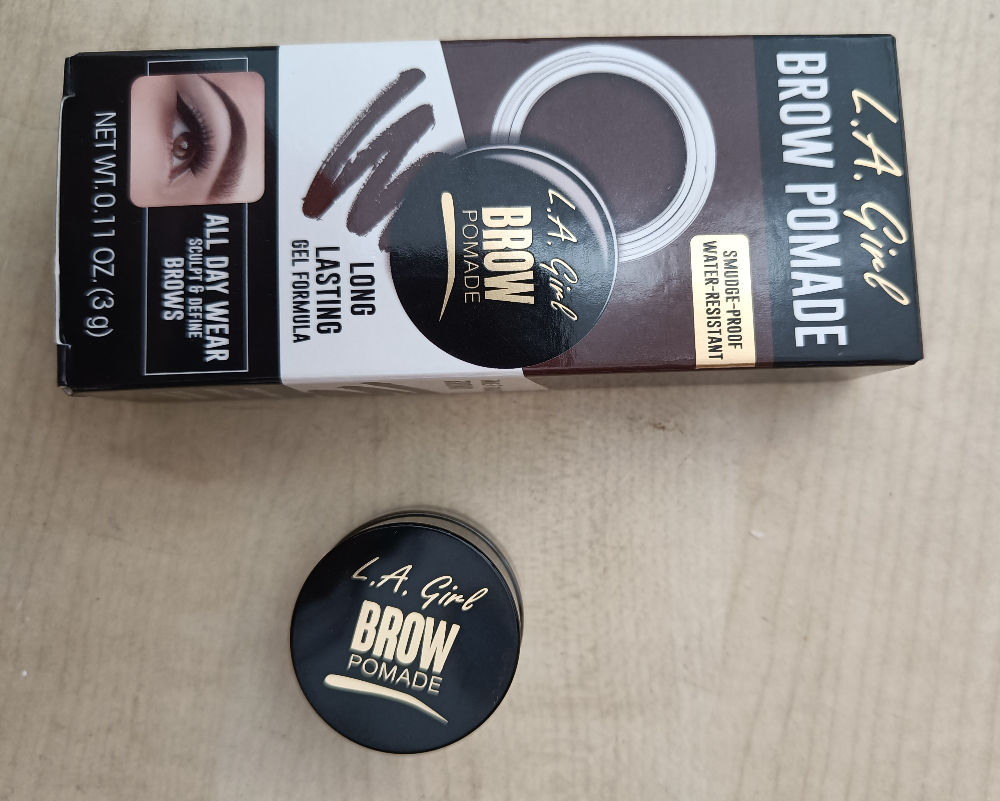 L.A. Girl
BROW POMADE
SMUDGE-PROOF
WATER-RESISTANT
L.A. Girl
BROW
POMADE
LONG
LASTING
GEL FORMULA
ALL DAY WEAR
SCULPT & DEFINE
BROWS
NET WT. 0.11 OZ. (3 g)
L.A. Girl
BROW
POMADE